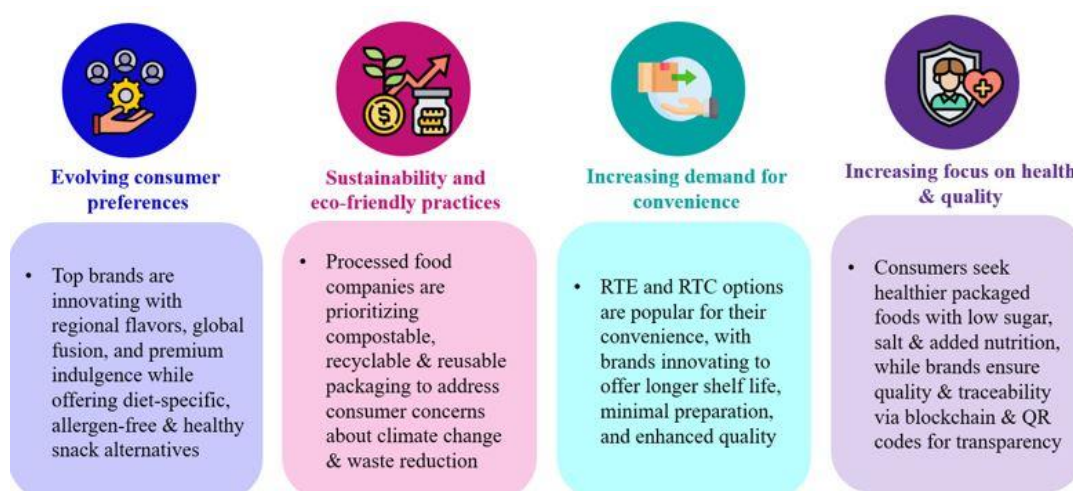 Evolving consumer
preferences
• Top brands are
innovating with
regional flavors, global
fusion, and premium
indulgence while
offering diet-specific,
allergen-free & healthy
snack alternatives
Sustainability and
eco-friendly practices
• Processed food
companies are
prioritizing
compostable,
recyclable & reusable
packaging to address
consumer concerns
about climate change
& waste reduction
Increasing demand for
convenience
• RTE and RTC options
are popular for their
convenience, with
brands innovating to
offer longer shelf life,
minimal preparation,
and enhanced quality
Increasing focus on health
& quality
• Consumers seek
healthier packaged
foods with low sugar,
salt & added nutrition,
while brands ensure
quality & traceability
via blockchain & QR
codes for transparency